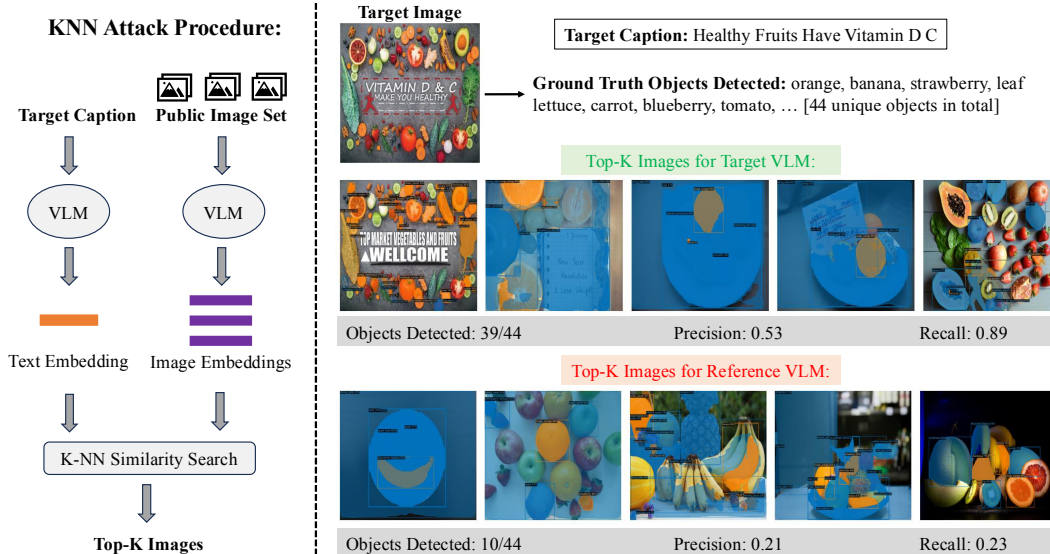 KNN Attack Procedure:
Target Caption
Public Image Set
VLM
VLM
Text Embedding
Image Embeddings
K-NN Similarity Search
Top-K Images
Target Image
VITAMIN D & C
MAKE YOU HEALTHY
Target Caption: Healthy Fruits Have Vitamin D C
Ground Truth Objects Detected: orange, banana, strawberry, leaf
lettuce, carrot, blueberry, tomato, … [44 unique objects in total]
Top-K Images for Target VLM:
TOP MARKET VEGETABLES AND FRUITS
WELLCOME
Objects Detected: 39/44
Precision: 0.53
Recall: 0.89
Top-K Images for Reference VLM:
Objects Detected: 10/44
Precision: 0.21
Recall: 0.23